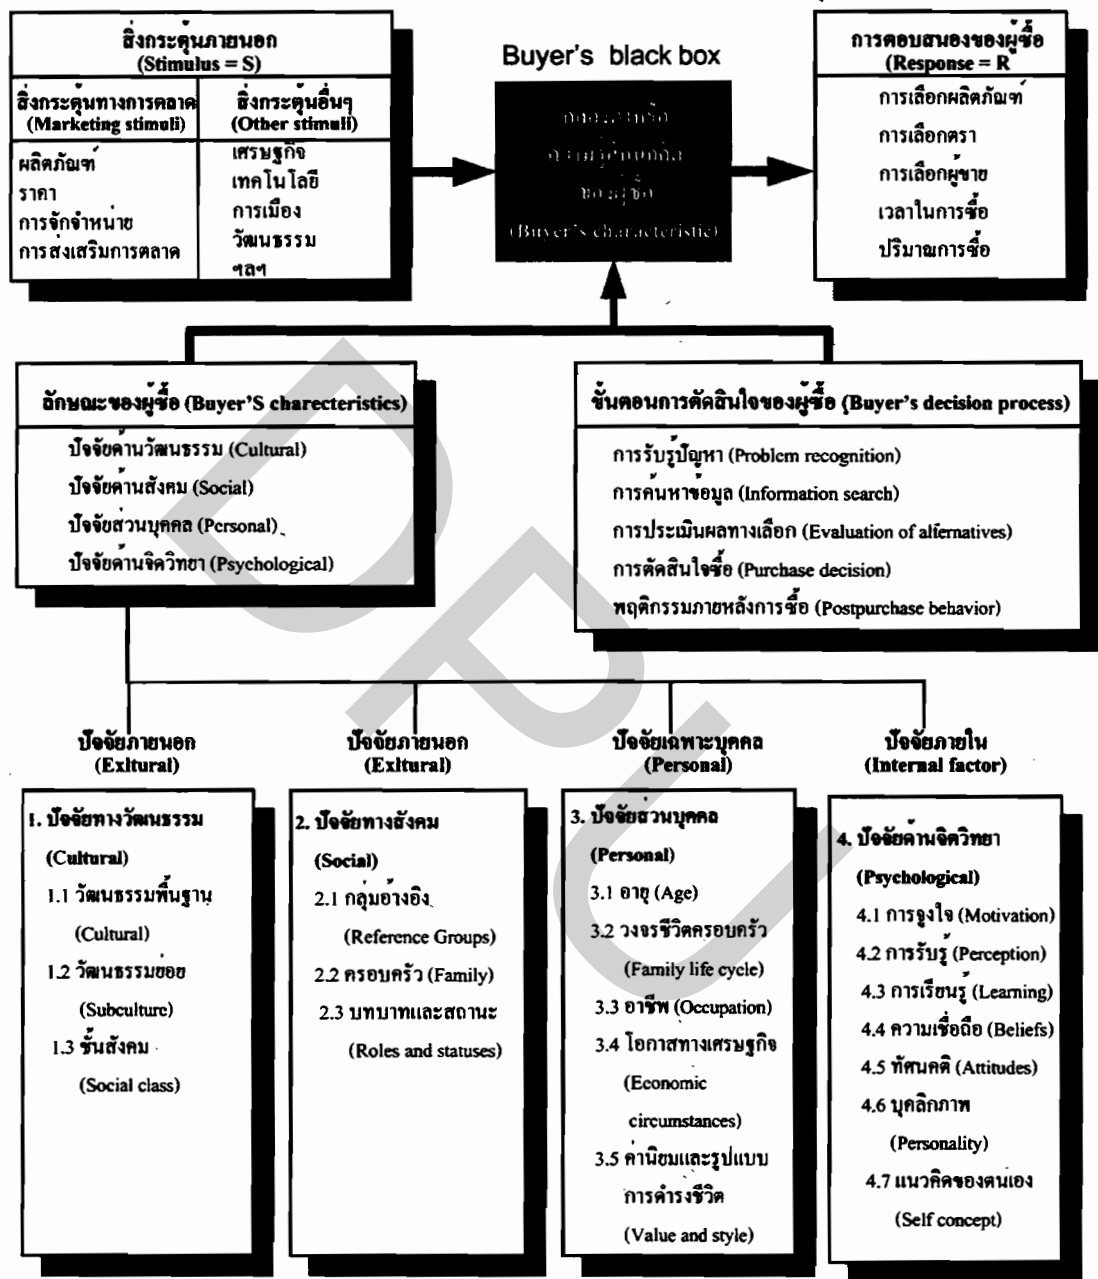 สิ่งกระตุ้นภายนอก
(Stimulus = S)
สิ่งกระตุ้นทางการตลาด
(Marketing stimuli)
ผลิตภัณฑ์
ราคา
การจักจำหน่าย
การส่งเสริมการตลาด
สิ่งกระตุ้นอื่นๆ
(Other stimuli)
เศรษฐกิจ
เทคโนโลยี
การเมือง
วัฒนธรรม
ฯลฯ
Buyer's black box
ของผู้ซื้อ
(Buyer's characteristic)
การตอบสนองของผู้ซื้อ
(Response = R
การเลือกผลิตภัณฑ์
การเลือกตรา
การเลือกผู้ขาย
เวลาในการซื้อ
ปริมาณการซื้อ
ลักษณะของผู้ซื้อ (Buyer'S charecteristics)
ปัจจัยด้านวัฒนธรรม (Cultural)
ปัจจัยด้านสังคม (Social)
ปัจจัยส่วนบุคคล (Personal)
ปัจจัยด้านจิตวิทยา (Psychological)
ขั้นตอนการตัดสินใจของผู้ซื้อ (Buyer's decision process)
การรับรู้ปัญหา (Problem recognition)
การค้นหาข้อมูล (Information search)
การประเมินผลทางเลือก (Evaluation of alternatives)
การตัดสินใจซื้อ (Purchase decision)
พฤติกรรมภายหลังการซื้อ (Postpurchase behavior)
ปัจจัยภายนอก
(Exltural)
1. ปัจจัยทางวัฒนธรรม
(Cultural)
1.1 วัฒนธรรมพื้นฐาน
(Cultural)
1.2 วัฒนธรรมย่อย
(Subculture)
1.3 ชั้นสังคม
(Social class)
ปัจจัยภายนอก
(Exltural)
2. ปัจจัยทางสังคม
(Social)
2.1 กลุ่มอ้างอิง
(Reference Groups)
2.2 ครอบครัว (Family)
2.3 บทบาทและสถานะ
(Roles and statuses)
ปัจจัยเฉพาะบุคคล
(Personal)
3. ปัจจัยส่วนบุคคล
(Personal)
3.1 อายุ (Age)
3.2 วงจรชีวิตครอบครัว
(Family life cycle)
3.3 อาชีพ (Occupation)
3.4 โอกาสทางเศรษฐกิจ
(Economic
circumstances)
3.5 ค่านิยมและรูปแบบ
การดำรงชีวิต
(Value and style)
ปัจจัยภายใน
(Internal factor)
4. ปัจจัยด้านจิตวิทยา
(Psychological)
4.1 การจูงใจ (Motivation)
4.2 การรับรู้ (Perception)
4.3 การเรียนรู้ (Learning)
4.4 ความเชื่อถือ (Beliefs)
4.5 ทัศนคติ (Attitudes)
4.6 บุคลิกภาพ
(Personality)
4.7 แนวคิดของตนเอง
(Self concept)
DPU